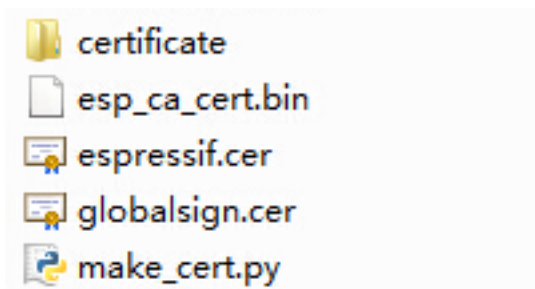 certificate
esp_ca_cert.bin
espressif.cer
globalsign.cer
make_cert.py